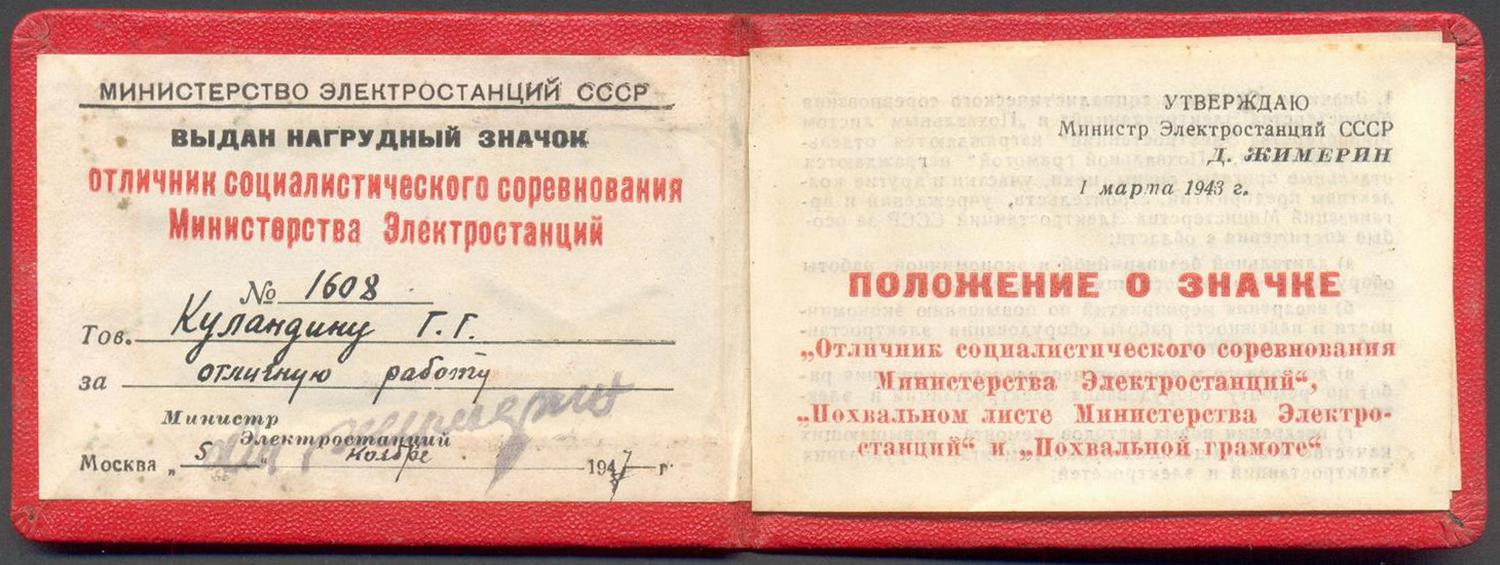 МИНИСТЕРСТВО ЭЛЕКТРОСТАНЦИЙ СССР
ВЫДАН НАГРУДНЫЙ ЗНАЧОК
ОТЛИЧНИК СОЦИАЛИСТИЧЕСКОГО СОРЕВНОВАНИЯ
Министерства Электростанций
№ 1608
Тов. Куландину Г. Г.
за отличную работу
Министр
Электростанций
Москва „5“ ноября 1947 г.
УТВЕРЖДАЮ
Министр Электростанций СССР
Д. ЖИМЕРИН
1 марта 1943 г.
ПОЛОЖЕНИЕ О ЗНАЧКЕ
„Отличник социалистического соревнования
Министерства Электростанций“,
„Похвальном листе Министерства Электро-
станций“ и „Похвальной грамоте“